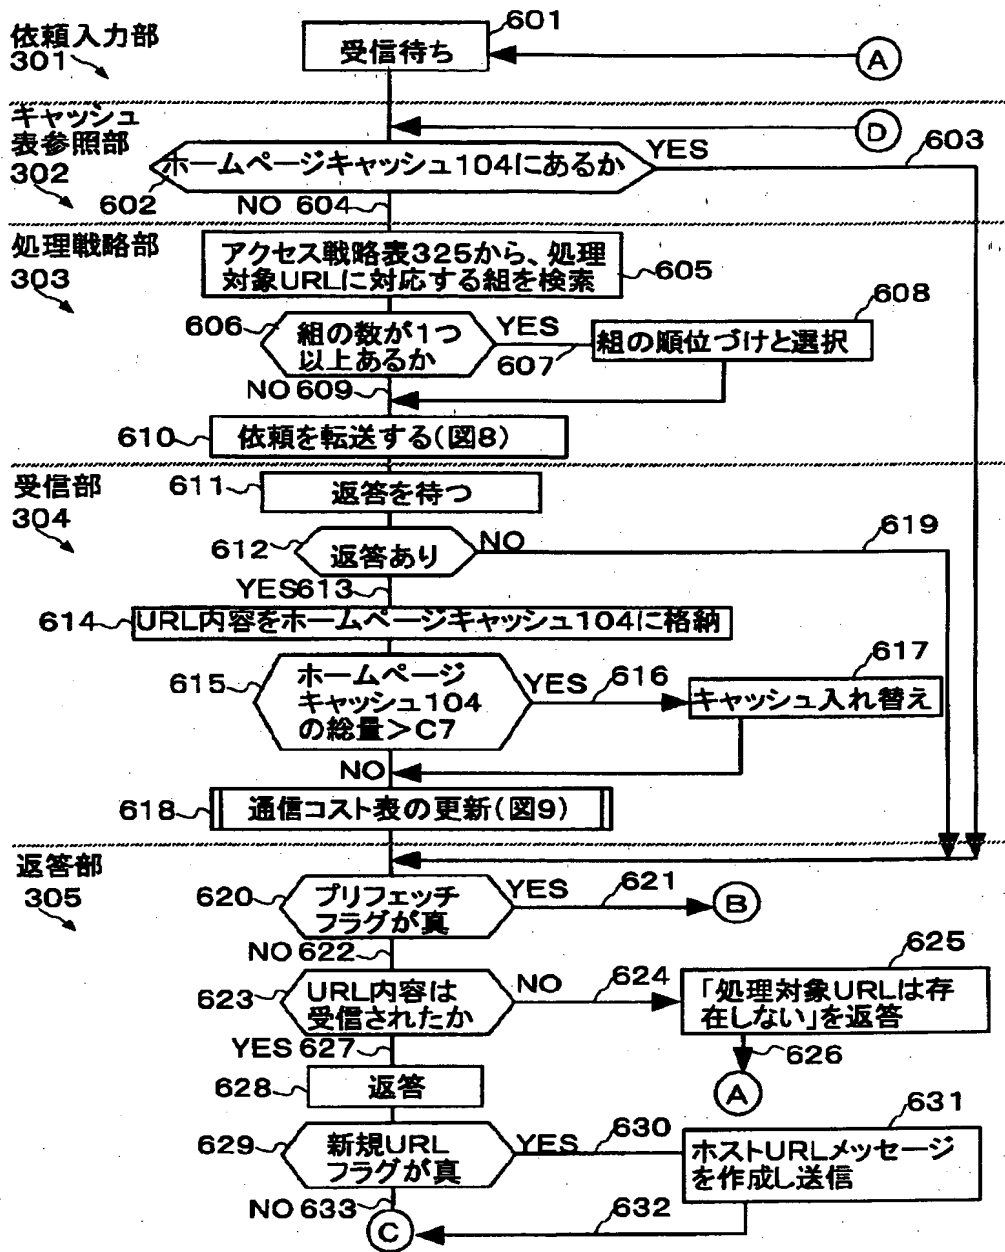 601
依頼入力部
301
受信待ち
A
キャッシュ
表参照部
302
D
ホームページキャッシュ104にあるか
YES
603
602
NO 604
処理戦略部
303
アクセス戦略表325から、処理
対象URLに対応する組を検索
605
606
組の数が1つ
以上あるか
YES
607
608
組の順位づけと選択
NO 609
610
依頼を転送する(図8)
受信部
304
611
返答を待つ
612
返答あり
NO
619
YES613
614
URL内容をホームページキャッシュ104に格納
615
ホームページ
キャッシュ104
の総量>C7
YES
616
617
キャッシュ入れ替え
NO
618
通信コスト表の更新(図9)
返答部
305
620
プリフェッチ
フラグが真
YES
621
B
NO 622
623
URL内容は
受信されたか
NO
624
625
「処理対象URLは存
在しない」を返答
626
A
YES 627
628
返答
629
新規URL
フラグが真
YES
630
631
ホストURLメッセージ
を作成し送信
NO 633
632
C